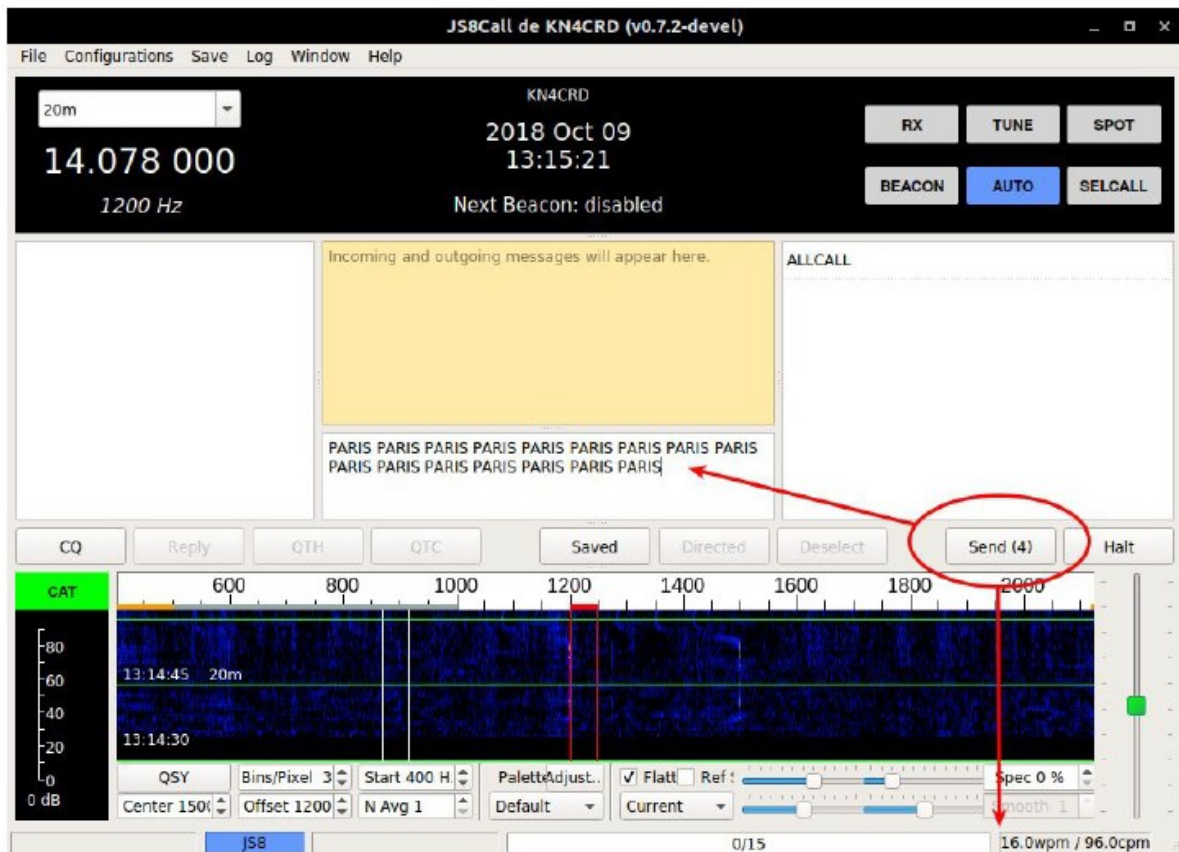 JS8Call de KN4CRD (v0.7.2-devel)
File Configurations Save Log Window Help
20m
14.078 000
1200 Hz
KN4CRD
2018 Oct 09
13:15:21
Next Beacon: disabled
RX TUNE SPOT
BEACON AUTO SELCALL
Incoming and outgoing messages will appear here.
ALLCALL
PARIS PARIS PARIS PARIS PARIS PARIS PARIS PARIS PARIS
PARIS PARIS PARIS PARIS PARIS PARIS PARIS
CQ Reply QTH QTC Saved Directed Deselect Send (4) Halt
CAT
600 800 1000 1200 1400 1600 1800 2000
80
60
40
20
0
0 dB
13:14:45 20m
13:14:30
QSY Bins/Pixel 3 Start 400 H. Palette Adjust.. Flatt Ref Spec 0 %
Center 150 Offset 1200 N Avg 1 Default Current Smooth 1
JS8 0/15 16.0wpm / 96.0cpm